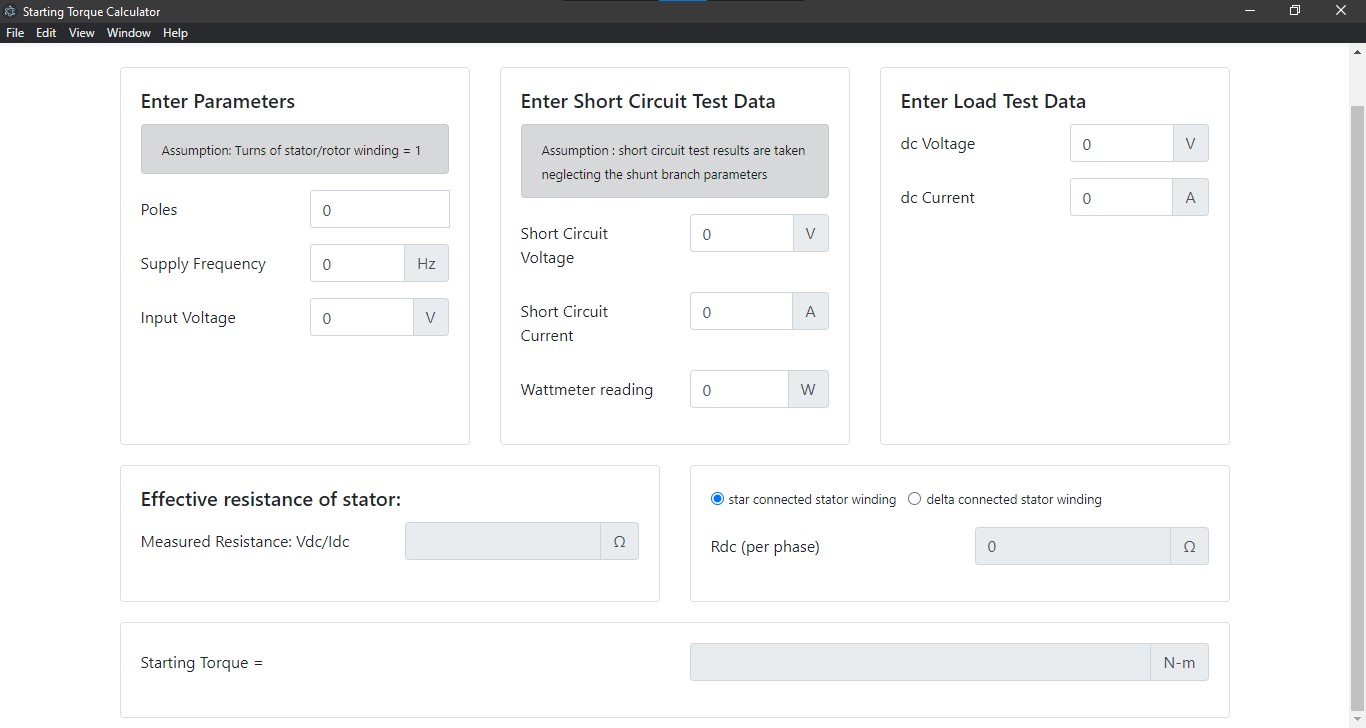 Starting Torque Calculator
File Edit View Window Help
Enter Parameters
Assumption: Turns of stator/rotor winding = 1
Poles 0
Supply Frequency 0 Hz
Input Voltage 0 V
Enter Short Circuit Test Data
Assumption : short circuit test results are taken
neglecting the shunt branch parameters
Short Circuit
Voltage
0 V
Short Circuit
Current
0 A
Wattmeter reading 0 W
Enter Load Test Data
dc Voltage 0 V
dc Current 0 A
Effective resistance of stator:
Measured Resistance: Vdc/Idc Ω
star connected stator winding delta connected stator winding
Rdc (per phase) 0 Ω
Starting Torque = N-m